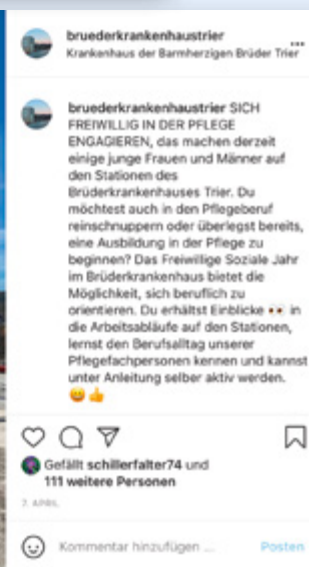 bruederkrankenhaustrier
Krankenhaus der Barmherzigen Brüder Trier
bruederkrankenhaustrier SICH
FREIWILLIG IN DER PFLEGE
ENGAGIEREN, das machen derzeit
einige junge Frauen und Männer auf
den Stationen des
Brüderkrankenhauses Trier. Du
möchtest auch in den Pflegeberuf
reinschnuppern oder überlegst bereits,
eine Ausbildung in der Pflege zu
beginnen? Das Freiwillige Soziale Jahr
im Brüderkrankenhaus bietet die
Möglichkeit, sich beruflich zu
orientieren. Du erhältst Einblicke 👀 in
die Arbeitsabläufe auf den Stationen,
lernst den Berufsalltag unserer
Pflegefachpersonen kennen und kannst
unter Anleitung selber aktiv werden.
😄👍
Gefällt schillerfalter74 und
111 weitere Personen
7. APRIL
Kommentar hinzufügen ... Posten